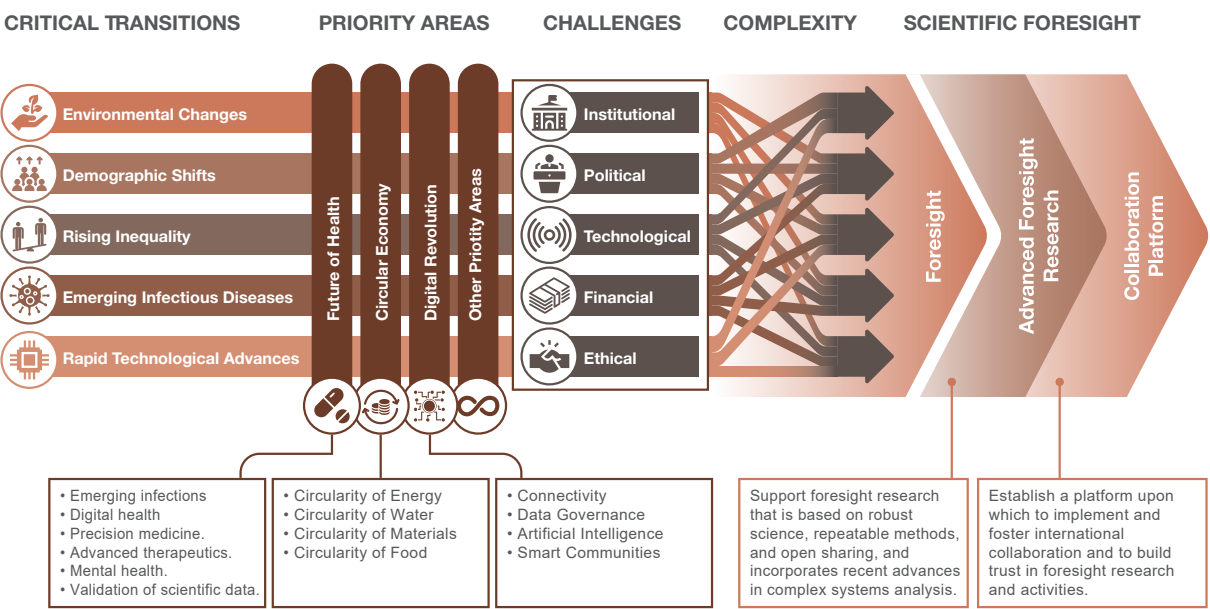 CRITICAL TRANSITIONS
PRIORITY AREAS
CHALLENGES
COMPLEXITY
SCIENTIFIC FORESIGHT
Environmental Changes
Demographic Shifts
Rising Inequality
Emerging Infectious Diseases
Rapid Technological Advances
Future of Health
Circular Economy
Digital Revolution
Other Priotity Areas
Institutional
Political
Technological
Financial
Ethical
Foresight
Advanced Foresight
Research
Collaboration
Platform
• Emerging infections
• Digital health
• Precision medicine.
• Advanced therapeutics.
• Mental health.
• Validation of scientific data.
• Circularity of Energy
• Circularity of Water
• Circularity of Materials
• Circularity of Food
• Connectivity
• Data Governance
• Artificial Intelligence
• Smart Communities
Support foresight research
that is based on robust
science, repeatable methods,
and open sharing, and
incorporates recent advances
in complex systems analysis.
Establish a platform upon
which to implement and
foster international
collaboration and to build
trust in foresight research
and activities.